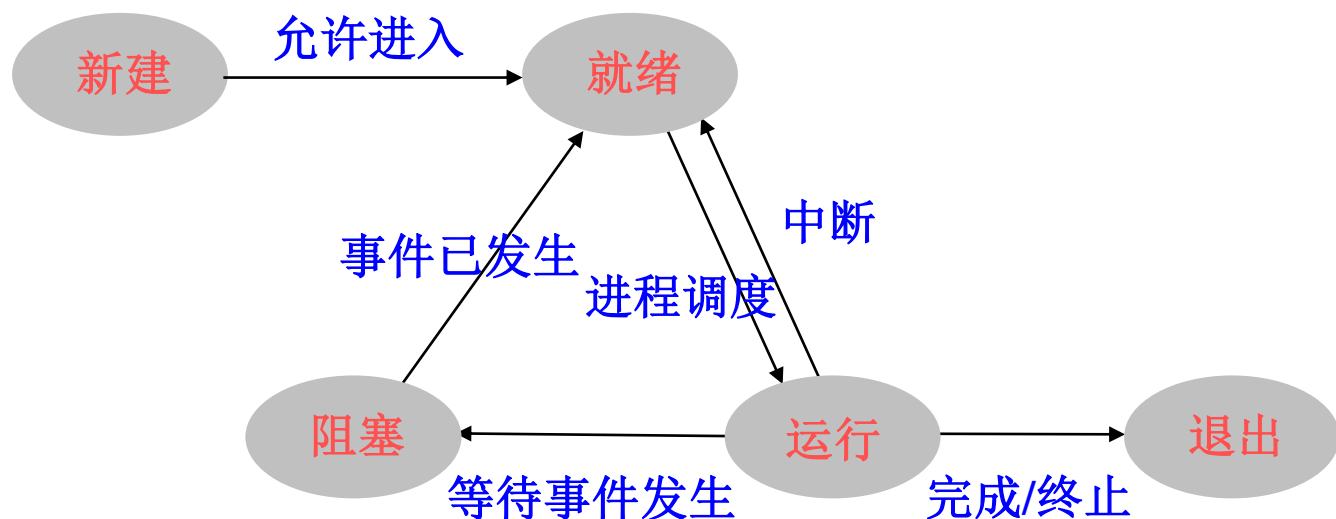 允许进入
新建
就绪
中断
事件已发生
进程调度
阻塞
运行
退出
等待事件发生
完成/终止